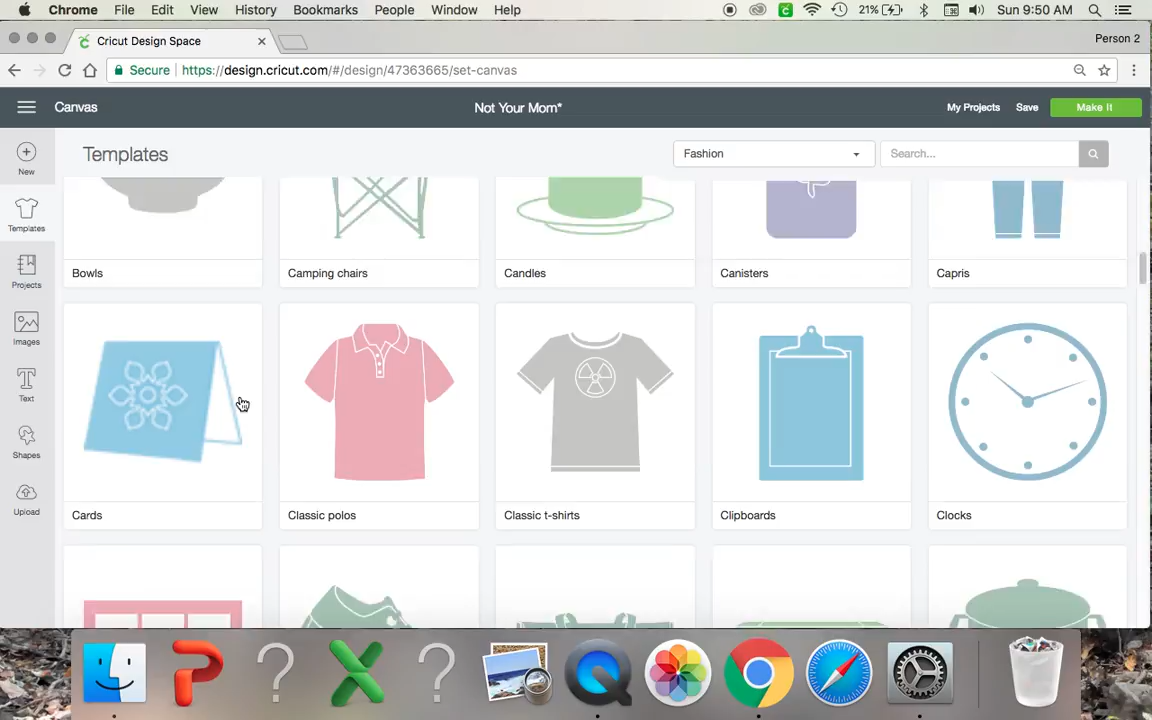 Chrome File Edit View History Bookmarks People Window Help 21% Sun 9:50 AM
Cricut Design Space Person 2
Secure https://design.cricut.com/#/design/47363665/set-canvas
Canvas Not Your Mom* My Projects Save Make It
New
Templates
Projects
Images
Text
Shapes
Upload
Templates Fashion Search...
Bowls Camping chairs Candles Canisters Capris
Cards Classic polos Classic t-shirts Clipboards Clocks